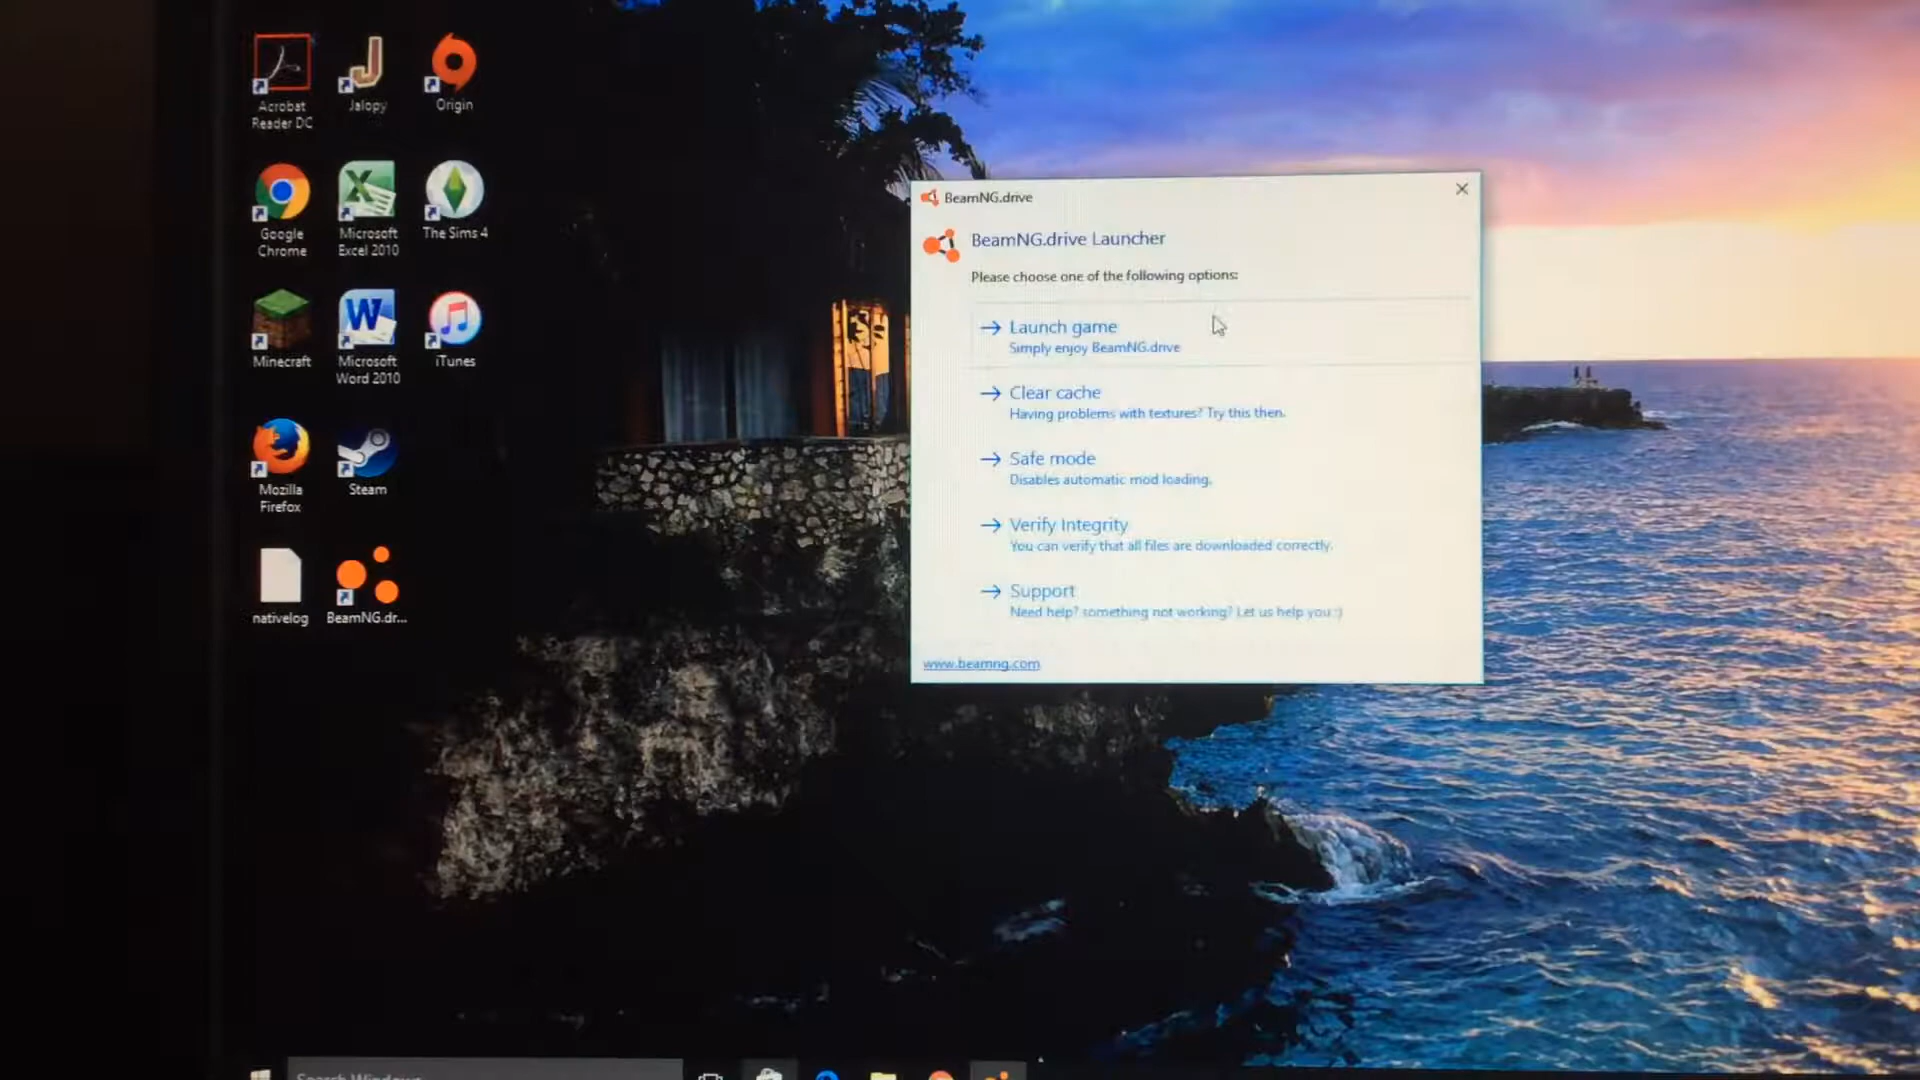 Acrobat
Reader DC
Jalopy
Origin
Google
Chrome
Microsoft
Excel 2010
The Sims 4
Minecraft
Microsoft
Word 2010
iTunes
Mozilla
Firefox
Steam
nativelog
BeamNG.dr...
BeamNG.drive
BeamNG.drive Launcher
Please choose one of the following options:
Launch game
Simply enjoy BeamNG.drive
Clear cache
Having problems with textures? Try this then.
Safe mode
Disables automatic mod loading.
Verify Integrity
You can verify that all files are downloaded correctly.
Support
Need help? something not working? Let us help you :)
www.beamng.com
Search Windows